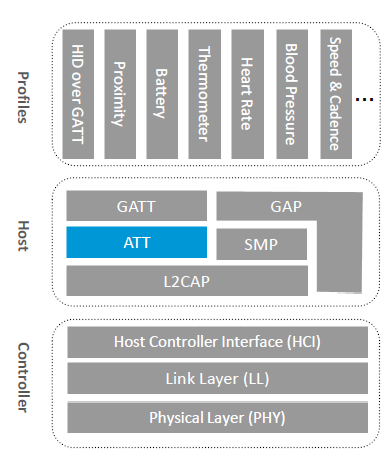 Profiles
HID over GATT
Proximity
Battery
Thermometer
Heart Rate
Blood Pressure
Speed & Cadence
...
Host
GATT
GAP
ATT
SMP
L2CAP
Controller
Host Controller Interface (HCI)
Link Layer (LL)
Physical Layer (PHY)